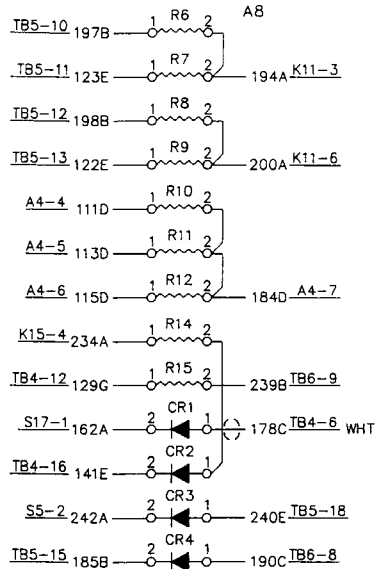 A8
TB5-10 197B 1 R6 2
TB5-11 123E 1 R7 2 194A K11-3
TB5-12 198B 1 R8 2
TB5-13 122E 1 R9 2 200A K11-6
A4-4 111D 1 R10 2
A4-5 113D 1 R11 2
A4-6 115D 1 R12 2 184D A4-7
K15-4 234A 1 R14 2
TB4-12 129G 1 R15 2 239B TB6-9
S17-1 162A 2 CR1 1 178C TB4-6 WHT
TB4-16 141E 2 CR2 1
S5-2 242A 2 CR3 1 240E TB5-18
TB5-15 185B 2 CR4 1 190C TB6-8